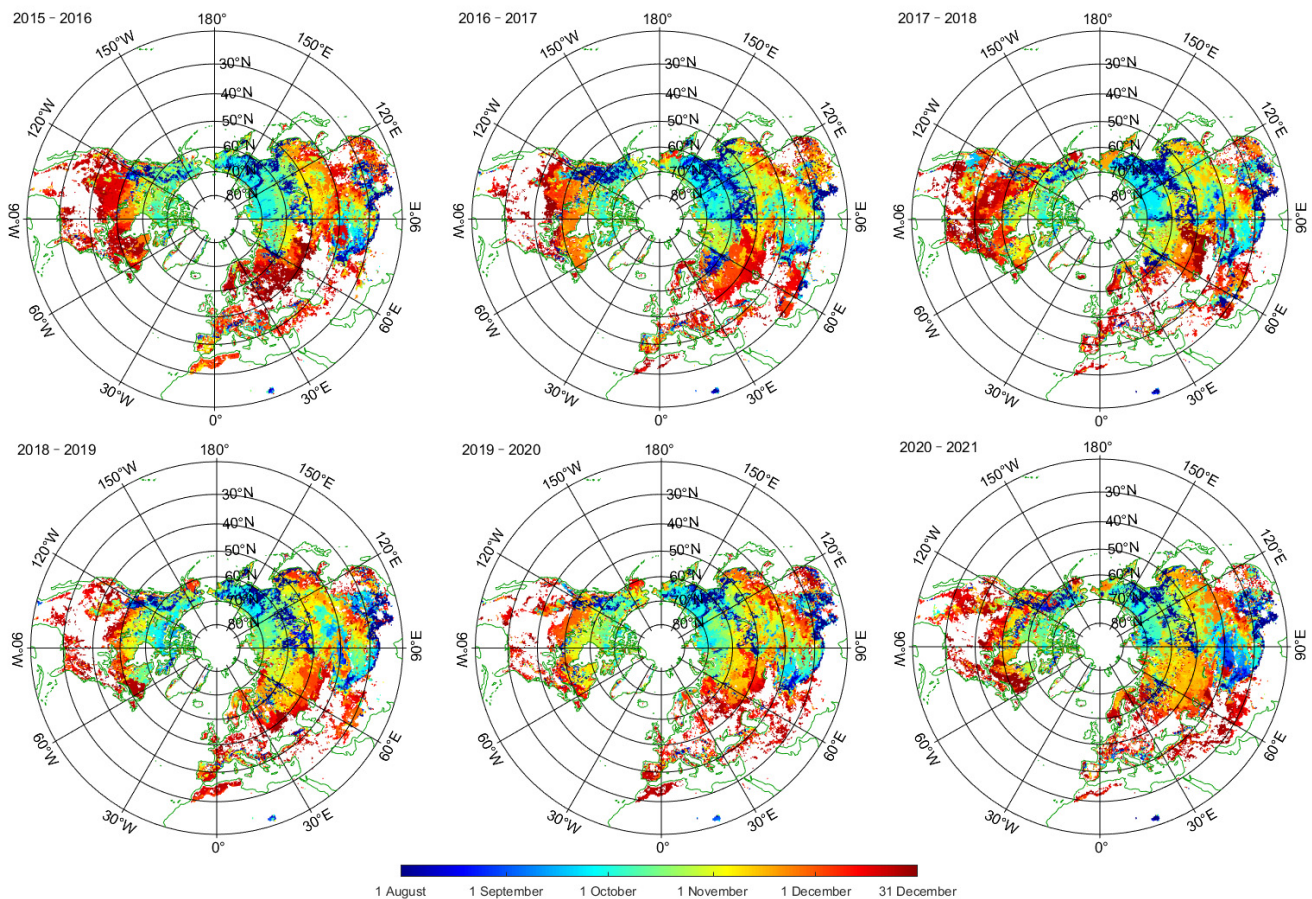 2015 – 2016
180°
150°W
150°E
30°N
40°N
120°W
120°E
50°N
60°N
70°N
80°N
90°W
90°E
60°W
60°E
30°W
30°E
0°
2016 – 2017
180°
150°W
150°E
30°N
40°N
120°W
120°E
50°N
60°N
70°N
80°N
90°W
90°E
60°W
60°E
30°W
30°E
0°
2017 – 2018
180°
150°W
150°E
30°N
40°N
120°W
120°E
50°N
60°N
70°N
80°N
90°W
90°E
60°W
60°E
30°W
30°E
0°
2018 – 2019
180°
150°W
150°E
30°N
40°N
120°W
120°E
50°N
60°N
70°N
80°N
90°W
90°E
60°W
60°E
30°W
30°E
0°
2019 – 2020
180°
150°W
150°E
30°N
40°N
120°W
120°E
50°N
60°N
70°N
80°N
90°W
90°E
60°W
60°E
30°W
30°E
0°
2020 – 2021
180°
150°W
150°E
30°N
40°N
120°W
120°E
50°N
60°N
70°N
80°N
90°W
90°E
60°W
60°E
30°W
30°E
0°
1 August 1 September 1 October 1 November 1 December 31 December